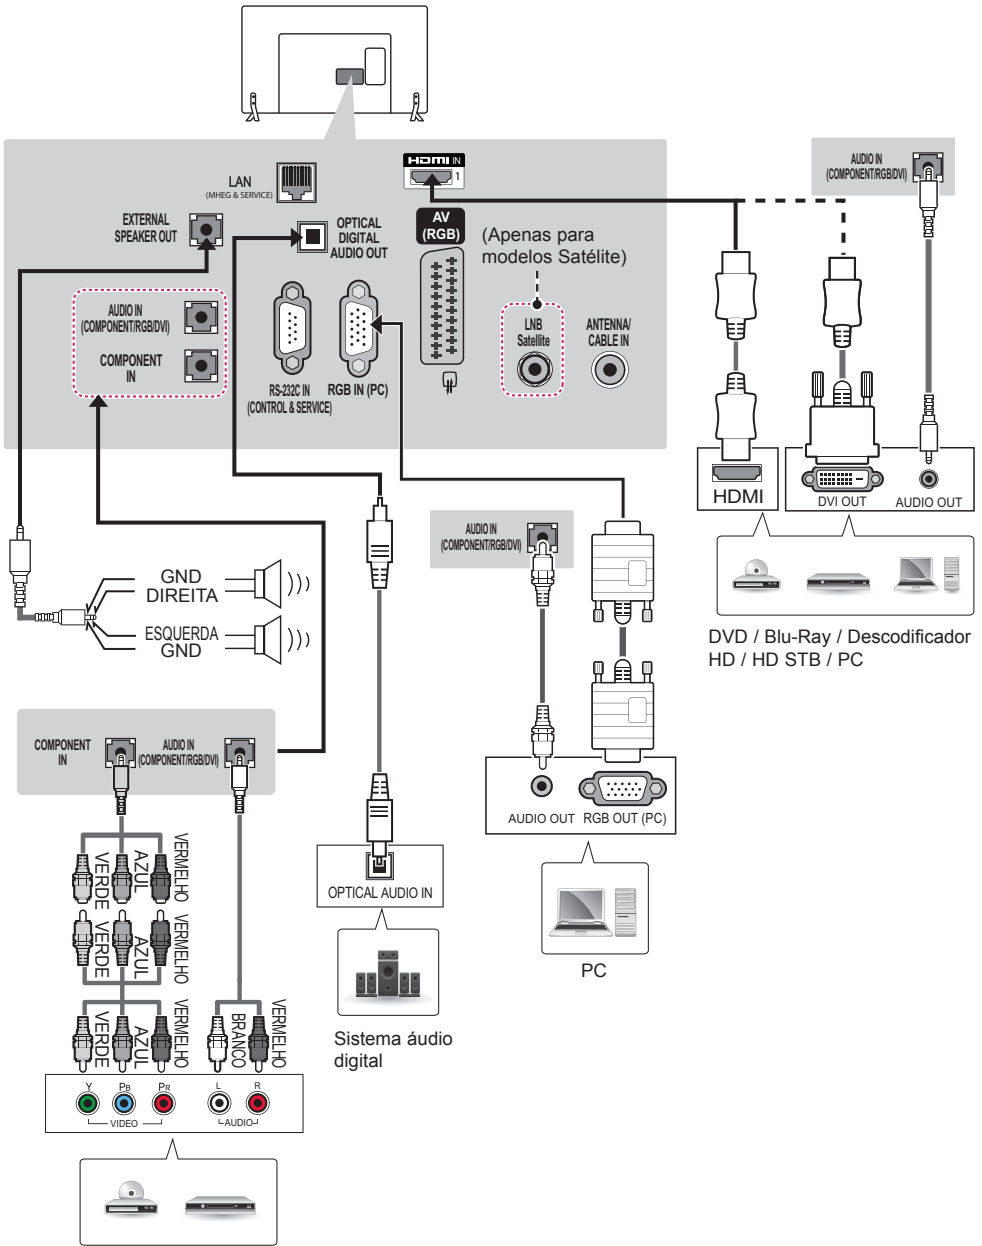 HDMI IN
1
LAN
(MHEG & SERVICE)
EXTERNAL
SPEAKER OUT
OPTICAL
DIGITAL
AUDIO OUT
AV
(RGB)
(Apenas para
modelos Satélite)
AUDIO IN
(COMPONENT/RGB/DVI)
COMPONENT
IN
RS-232C IN
(CONTROL & SERVICE)
RGB IN (PC)
LNB
Satellite
ANTENNA/
CABLE IN
AUDIO IN
(COMPONENT/RGB/DVI)
HDMI
DVI OUT
AUDIO OUT
DVD / Blu-Ray / Descodificador
HD / HD STB / PC
AUDIO IN
(COMPONENT/RGB/DVI)
GND
DIREITA
ESQUERDA
GND
COMPONENT
IN
AUDIO IN
(COMPONENT/RGB/DVI)
AUDIO OUT
RGB OUT (PC)
PC
OPTICAL AUDIO IN
Sistema áudio
digital
VERDE
AZUL
VERMELHO
VERDE
AZUL
VERMELHO
VERDE
AZUL
VERMELHO
BRANCO
VERMELHO
Y
PB
PR
L
R
VIDEO
AUDIO